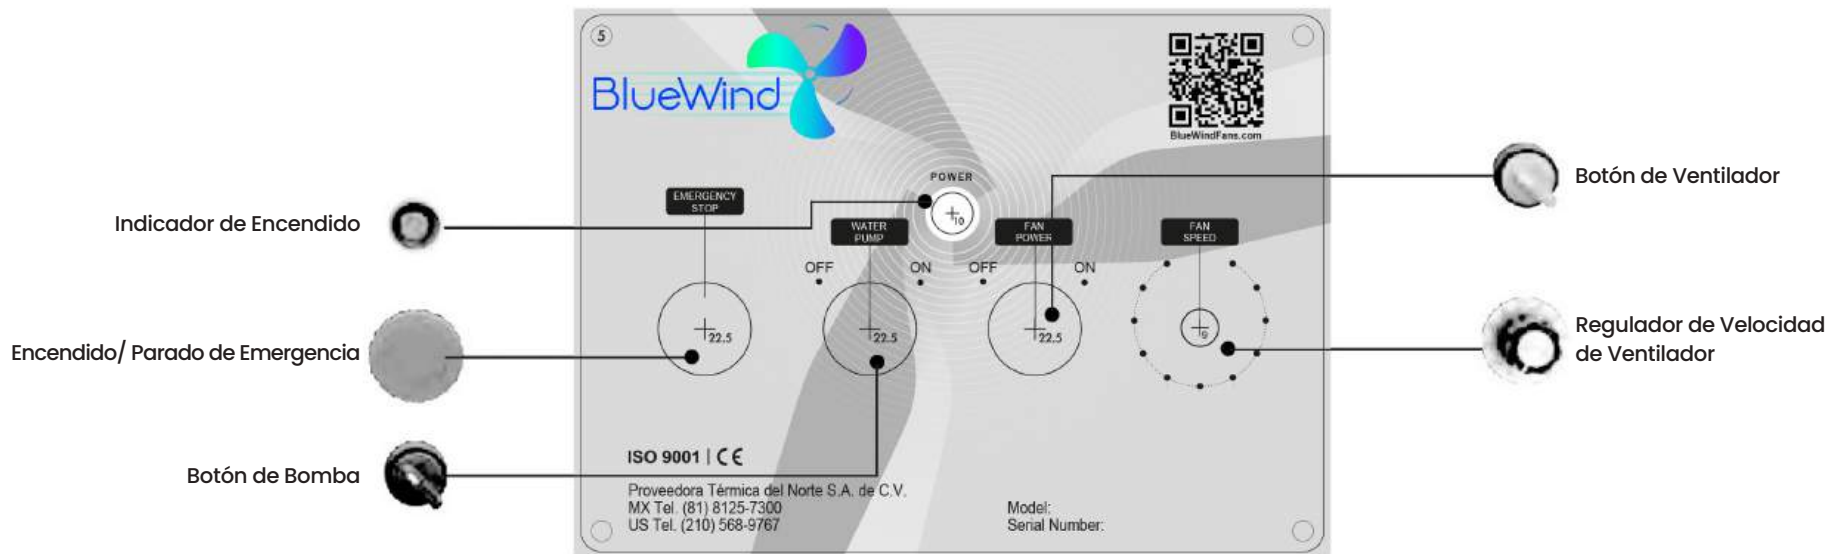 5
BlueWind
BlueWindFans.com
POWER
10
EMERGENCY
STOP
WATER
PUMP
FAN
POWER
FAN
SPEED
OFF
ON
OFF
ON
22.5
22.5
22.5
9
Indicador de Encendido
Encendido/ Parado de Emergencia
Botón de Bomba
Botón de Ventilador
Regulador de Velocidad
de Ventilador
ISO 9001 | CE
Proveedora Térmica del Norte S.A. de C.V.
MX Tel. (81) 8125-7300
US Tel. (210) 568-9767
Model:
Serial Number: